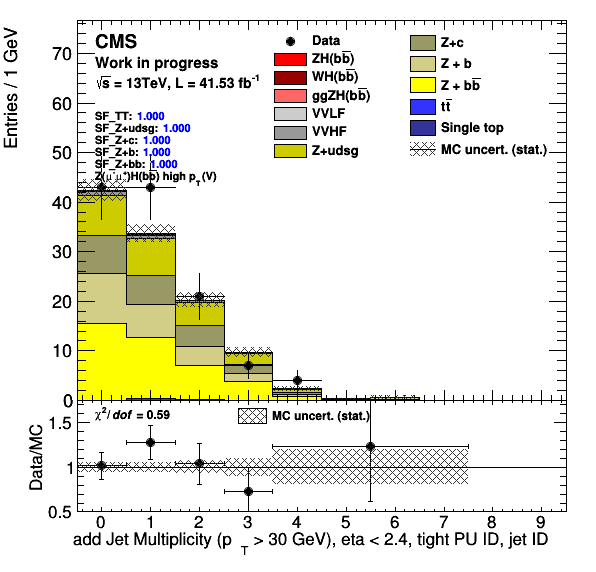 CMS
Work in progress
√s = 13TeV, L = 41.53 fb⁻¹
SF_TT: 1.000
SF_Z+udsg: 1.000
SF_Z+c: 1.000
SF_Z+b: 1.000
SF_Z+bb: 1.000
Z(μ⁻μ⁺)H(bb̅) high p_T(V)
Data
ZH(bb̅)
WH(bb̅)
ggZH(bb̅)
VVLF
VVHF
Z+udsg
Z+c
Z + b
Z + bb̅
tt̅
Single top
MC uncert. (stat.)
Entries / 1 GeV
70
60
50
40
30
20
10
0
χ²/dof = 0.59
MC uncert. (stat.)
Data/MC
1.5
1
0.5
0 1 2 3 4 5 6 7 8 9
add Jet Multiplicity (p_T > 30 GeV), eta < 2.4, tight PU ID, jet ID